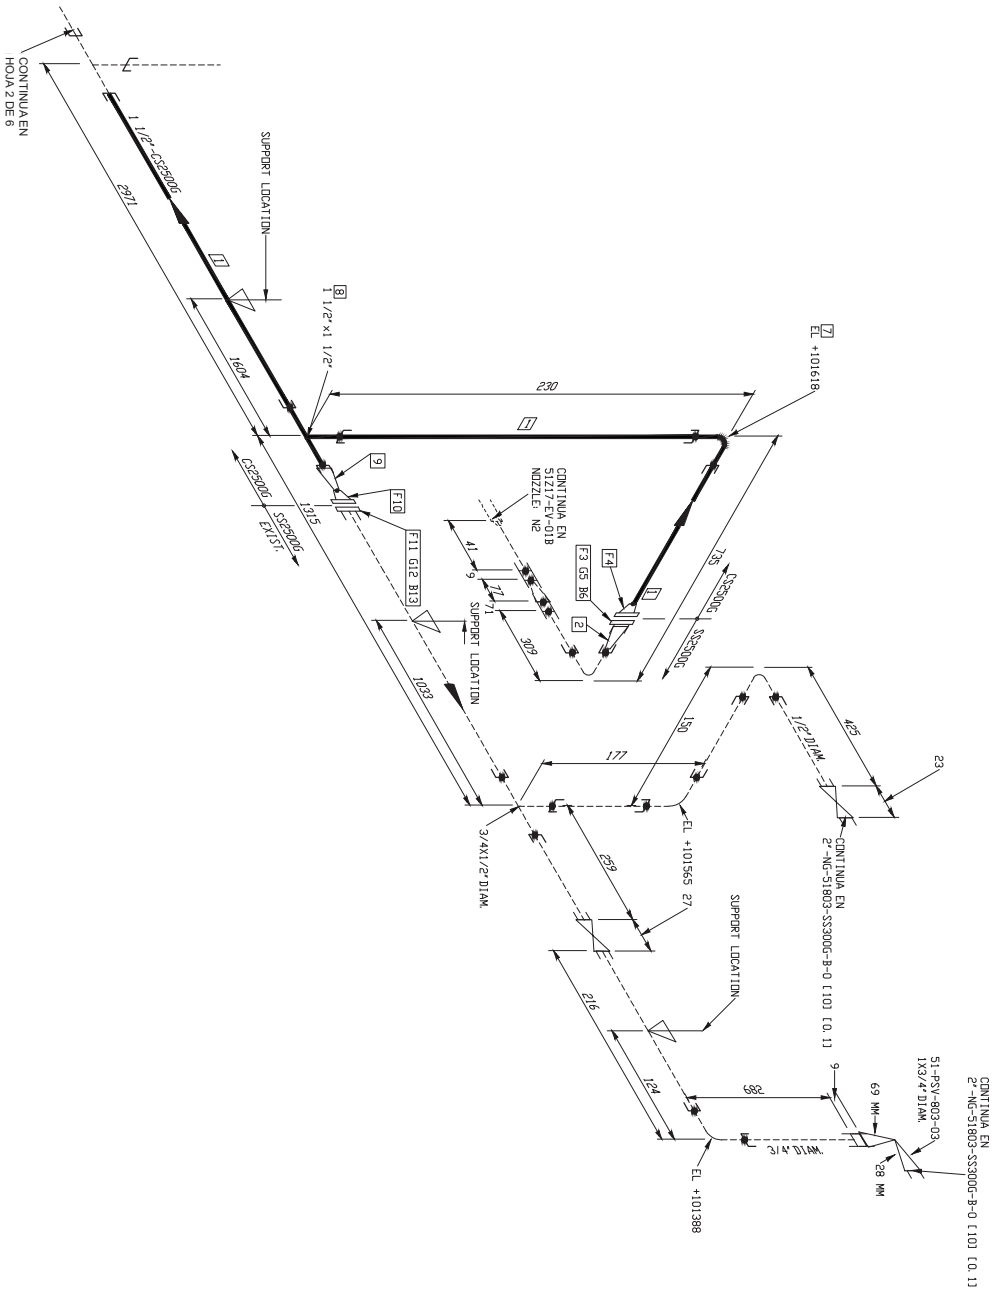 CONTINUA EN
HOJA 2 DE 6
2971
1 1/2"-CS2500G
1
SUPPORT LOCATION
1604
8
1 1/2"x1 1/2"
230
1
7
EL +101618
9
F10
F11 G12 B13
CS2500G
SS2500G
EXIST.
1315
CONTINUA EN
51Z17-EV-01B
NOZZLE: N2
41
9
77
71
309
F4
F3 G5 B6
2
1
735
CS2500G
SS2500G
SUPPORT LOCATION
1033
150
177
1/2" DIAM.
425
23
3/4X1/2" DIAM.
EL +101565
27
259
CONTINUA EN
2"-NG-51803-SS300G-B-O [10] [0.1]
SUPPORT LOCATION
216
124
682
9
69 MM
28 MM
3/4" DIAM.
EL +101388
51-PSV-803-03
1X3/4" DIAM.
CONTINUA EN
2"-NG-51803-SS300G-B-O [10] [0.1]